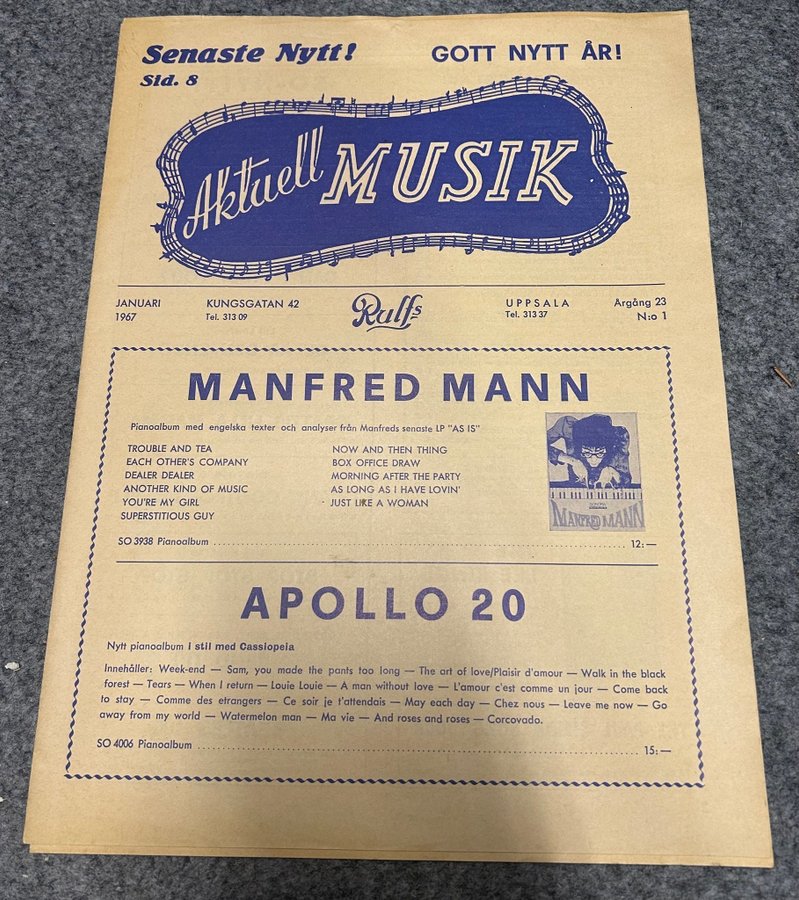 Senaste Nytt! GOTT NYTT ÅR!
Sid. 8
Aktuell MUSIK
JANUARI KUNGSGATAN 42 Rulfs UPPSALA Årgång 23
1967 Tel. 313 09 Tel. 313 37 N:o 1
MANFRED MANN
Pianoalbum med engelska texter och analyser från Manfreds senaste LP "AS IS"
TROUBLE AND TEA
EACH OTHER'S COMPANY
DEALER DEALER
ANOTHER KIND OF MUSIC
YOU'RE MY GIRL
SUPERSTITIOUS GUY
NOW AND THEN THING
BOX OFFICE DRAW
MORNING AFTER THE PARTY
AS LONG AS I HAVE LOVIN'
JUST LIKE A WOMAN
MANFRED MANN
SO 3938 Pianoalbum 12:—
APOLLO 20
Nytt pianoalbum i stil med Cassiopeia
Innehåller: Week-end — Sam, you made the pants too long — The art of love/Plaisir d'amour — Walk in the black
forest — Tears — When I return — Louie Louie — A man without love — L'amour c'est comme un jour — Come back
to stay — Comme des etrangers — Ce soir je t'attendais — May each day — Chez nous — Leave me now — Go
away from my world — Watermelon man — Ma vie — And roses and roses — Corcovado.
SO 4006 Pianoalbum 15:—